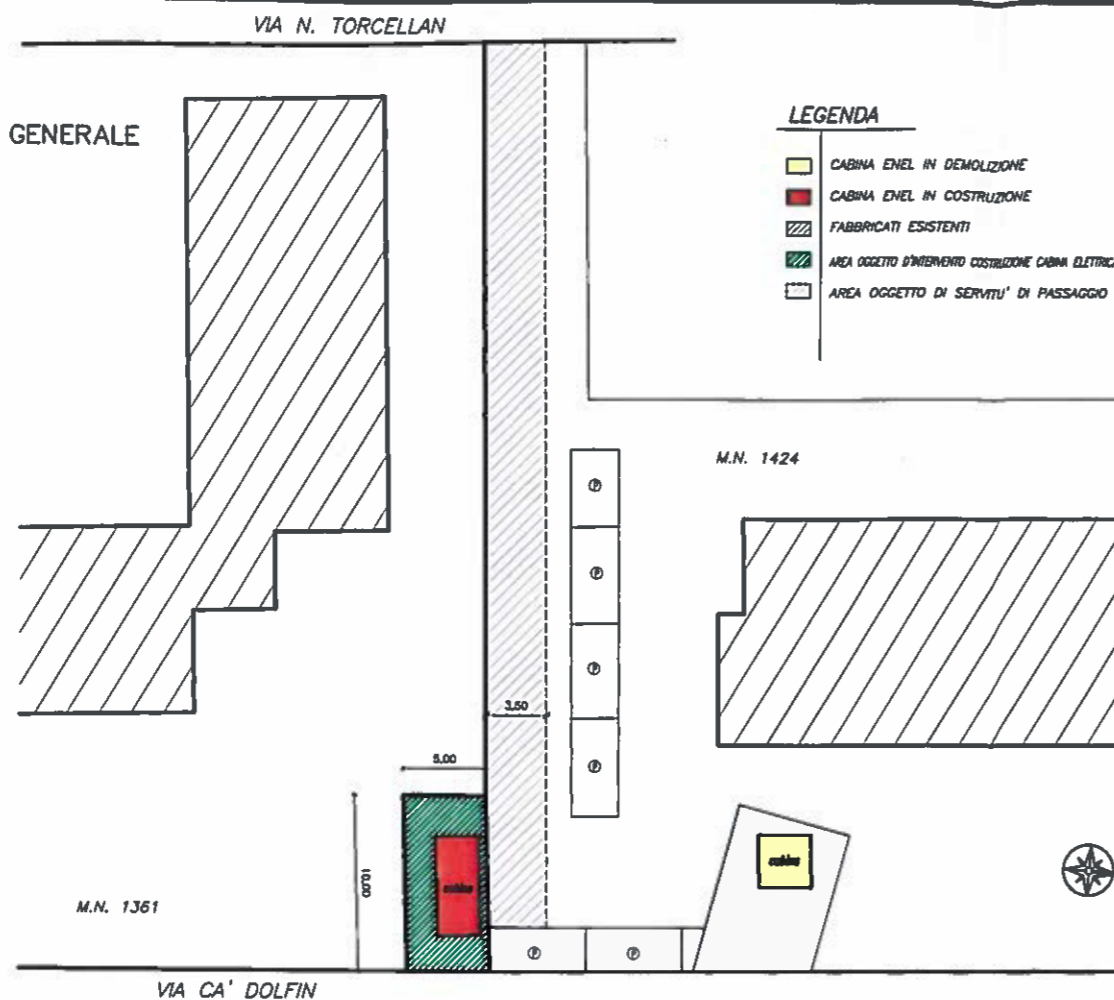 VIA N. TORCELLAN
GENERALE
LEGENDA
CABINA ENEL IN DEMOLIZIONE
CABINA ENEL IN COSTRUZIONE
FABBRICATI ESISTENTI
AREA OGGETTO D'INTERVENTO COSTRUZIONE CABINA ELETTRICA
AREA OGGETTO DI SERVITU' DI PASSAGGIO
M.N. 1424
P
P
P
3.50
P
5.00
10.00
cabina
cabina
M.N. 1361
P
P
VIA CA' DOLFIN